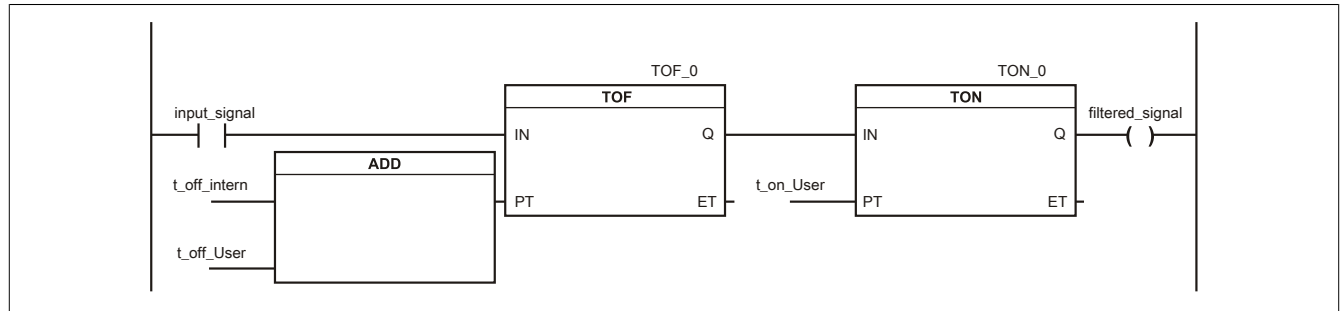 TOF_0 TON_0
input_signal TOF TON filtered_signal
IN Q IN Q
ADD
t_off_intern PT ET t_on_User PT ET
t_off_User